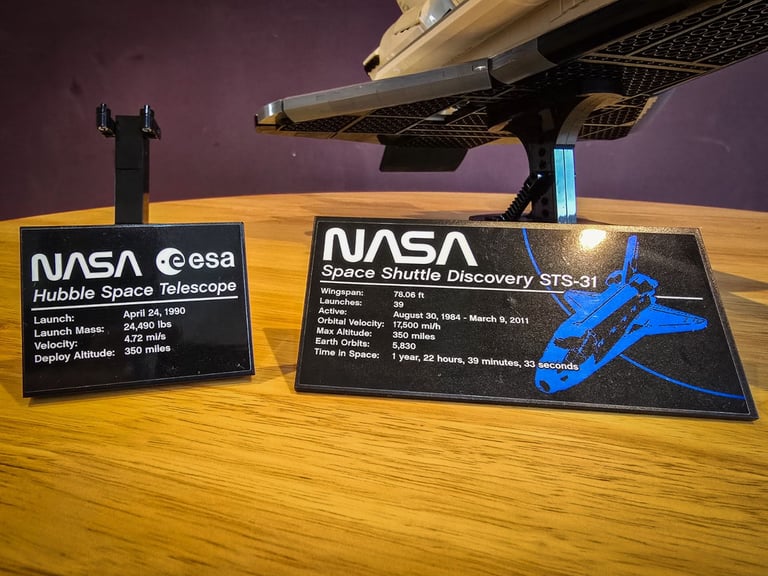 NASA esa
Hubble Space Telescope
Launch: April 24, 1990
Launch Mass: 24,490 lbs
Velocity: 4.72 mi/s
Deploy Altitude: 350 miles
NASA
Space Shuttle Discovery STS-31
Wingspan: 78.06 ft
Launches: 39
Active: August 30, 1984 - March 9, 2011
Orbital Velocity: 17,500 mi/h
Max Altitude: 350 miles
Earth Orbits: 5,830
Time in Space: 1 year, 22 hours, 39 minutes, 33 seconds